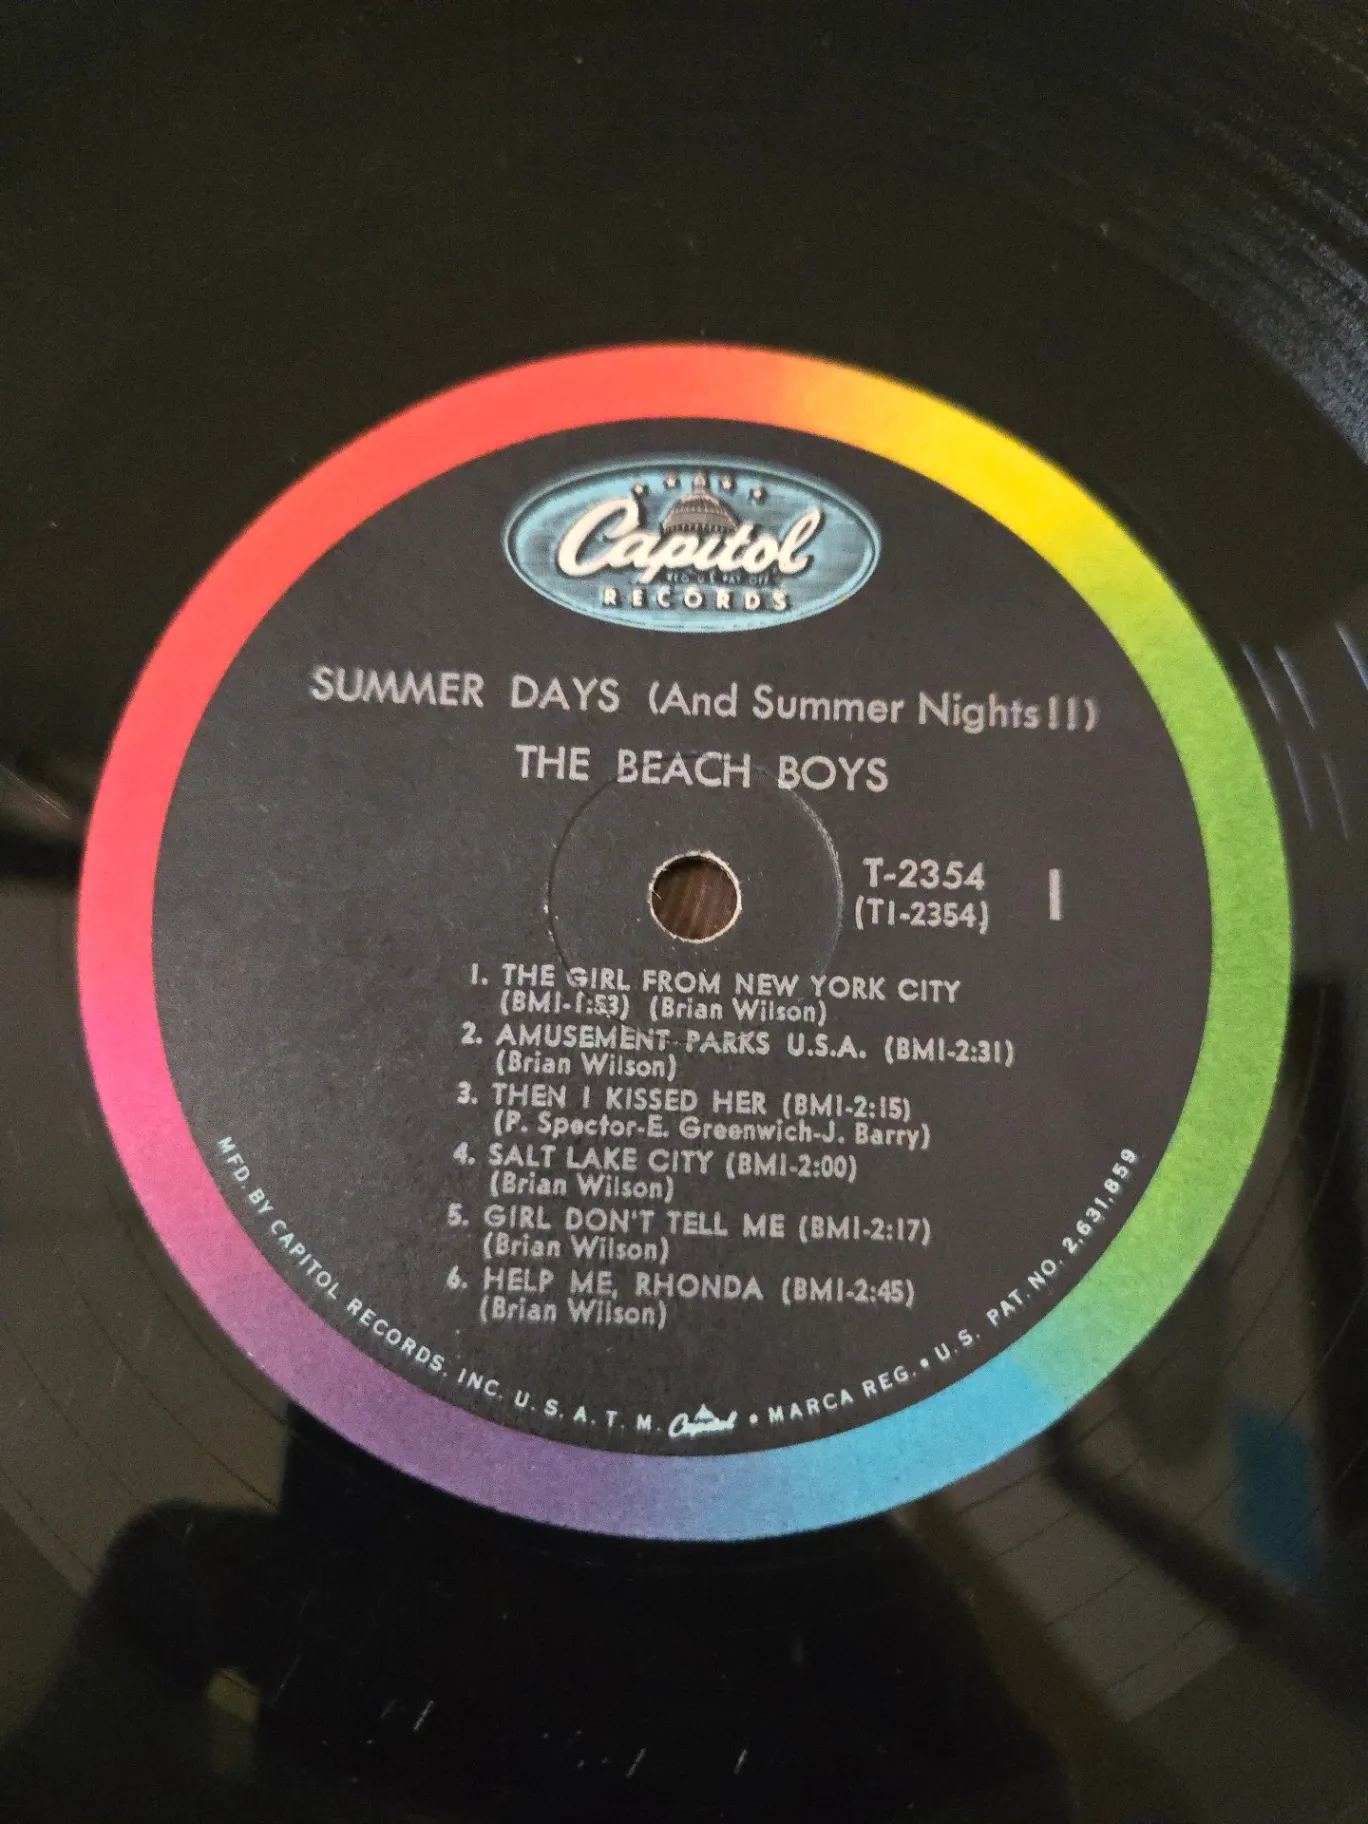 Capitol
REG. U.S. PAT. OFF.
RECORDS
SUMMER DAYS (And Summer Nights!!)
THE BEACH BOYS
T-2354
(T1-2354)
1
1. THE GIRL FROM NEW YORK CITY
(BMI-1:53) (Brian Wilson)
2. AMUSEMENT PARKS U.S.A. (BMI-2:31)
(Brian Wilson)
3. THEN I KISSED HER (BMI-2:15)
(P. Spector-E. Greenwich-J. Barry)
4. SALT LAKE CITY (BMI-2:00)
(Brian Wilson)
5. GIRL DON'T TELL ME (BMI-2:17)
(Brian Wilson)
6. HELP ME, RHONDA (BMI-2:45)
(Brian Wilson)
MFD. BY CAPITOL RECORDS, INC. U. S. A. T. M. Capitol • MARCA REG. • U. S. PAT. NO. 2,631,859